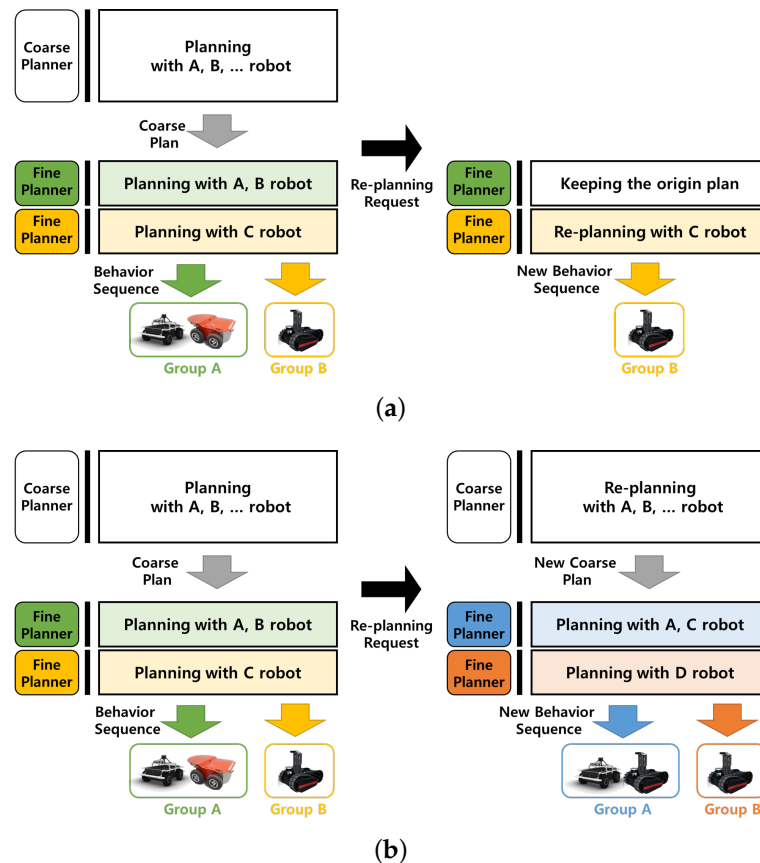 Coarse
Planner
Planning
with A, B, ... robot
Coarse
Plan
Fine
Planner
Planning with A, B robot
Fine
Planner
Planning with C robot
Behavior
Sequence
Group A
Group B
Re-planning
Request
Fine
Planner
Keeping the origin plan
Fine
Planner
Re-planning with C robot
New Behavior
Sequence
Group B
(a)
Coarse
Planner
Planning
with A, B, ... robot
Coarse
Plan
Fine
Planner
Planning with A, B robot
Fine
Planner
Planning with C robot
Behavior
Sequence
Group A
Group B
Re-planning
Request
Coarse
Planner
Re-planning
with A, B, ... robot
New Coarse
Plan
Fine
Planner
Planning with A, C robot
Fine
Planner
Planning with D robot
New Behavior
Sequence
Group A
Group B
(b)